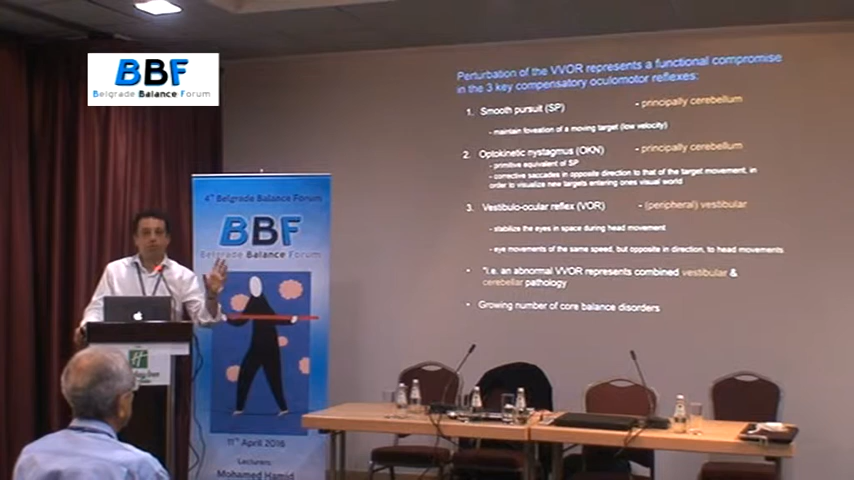 BBF
Belgrade Balance Forum
4th Belgrade Balance Forum
BBF
Belgrade Balance Forum
11th April 2016
Lecturer:
Mohamed Hamid
Perturbation of the VVOR represents a functional compromise
in the 3 key compensatory oculomotor reflexes:
1. Smooth pursuit (SP) - principally cerebellum
- maintain foveation of a moving target (low velocity)
2. Optokinetic nystagmus (OKN) - principally cerebellum
- primitive equivalent of SP
- corrective saccades in opposite direction to that of the target movement, in
order to visualize new targets entering ones visual world
3. Vestibulo-ocular reflex (VOR) - (peripheral) vestibular
- stabilize the eyes in space during head movement
- eye movements of the same speed, but opposite in direction, to head movements
• "i.e an abnormal VVOR represents combined vestibular &
cerebellar pathology
• Growing number of core balance disorders